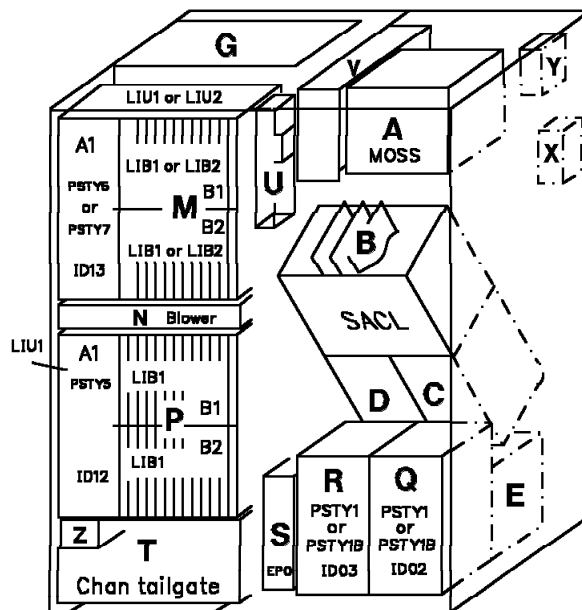 G
LIU1 or LIU2
V
Y
A1
LIB1 or LIB2
A
MOSS
X
PSTY6
or
PSTY7
M
B1
B2
U
LIB1 or LIB2
ID13
B
N Blower
SACL
LIU1
A1
PSTY5
LIB1
P
B1
B2
LIB1
ID12
D
C
R
PSTY1
or
PSTY1B
ID03
Q
PSTY1
or
PSTY1B
ID02
E
S
EPO
Z
T
Chan tailgate